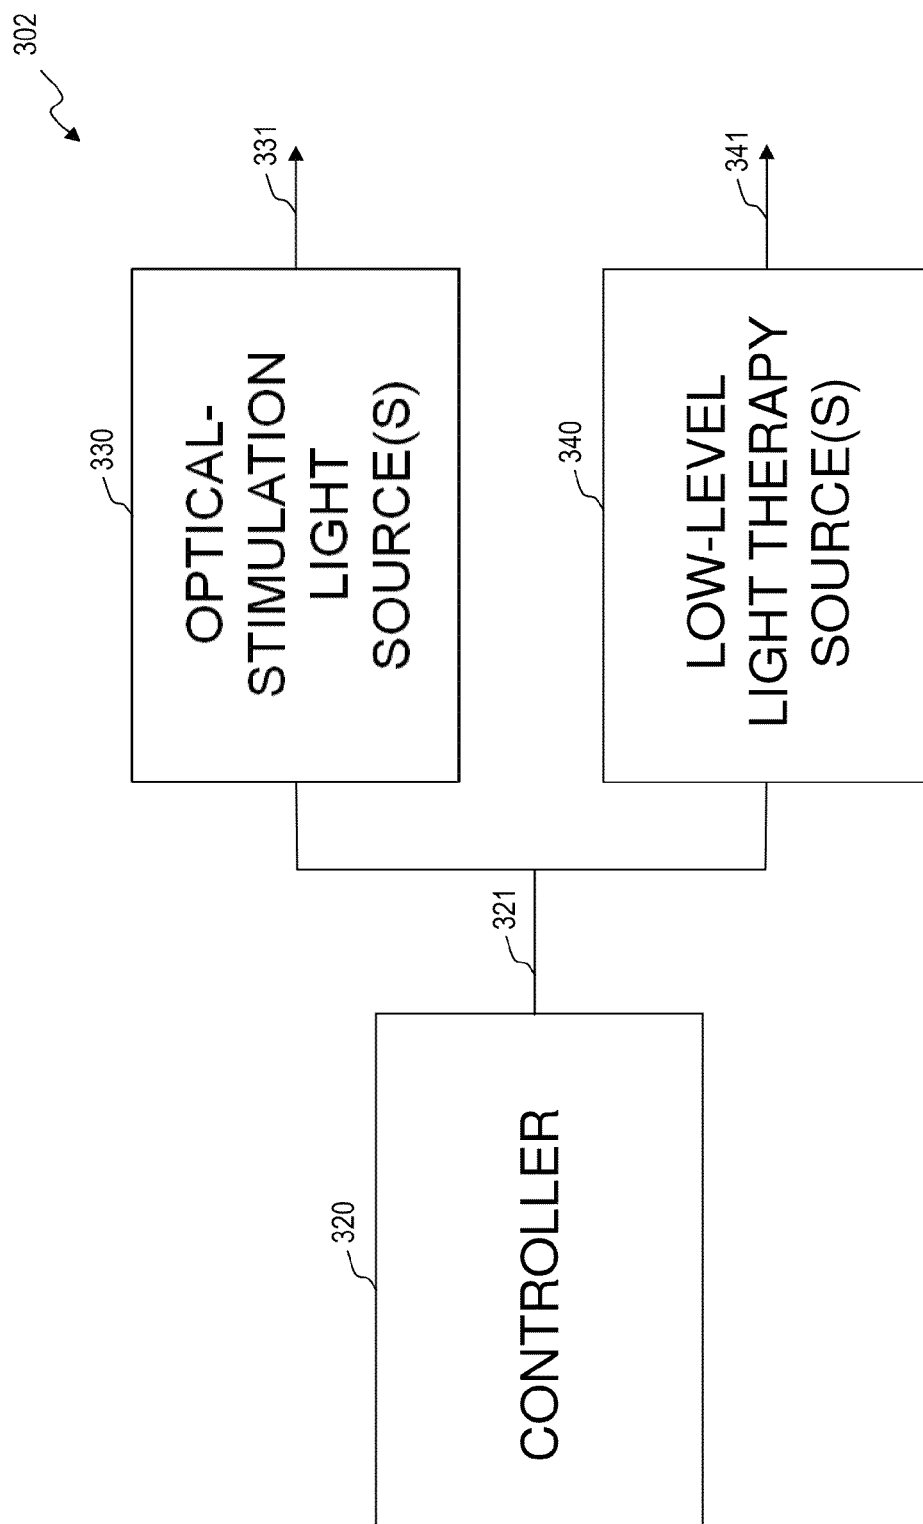 302
320
CONTROLLER
321
330
OPTICAL-
STIMULATION
LIGHT
SOURCE(S)
331
340
LOW-LEVEL
LIGHT THERAPY
SOURCE(S)
341